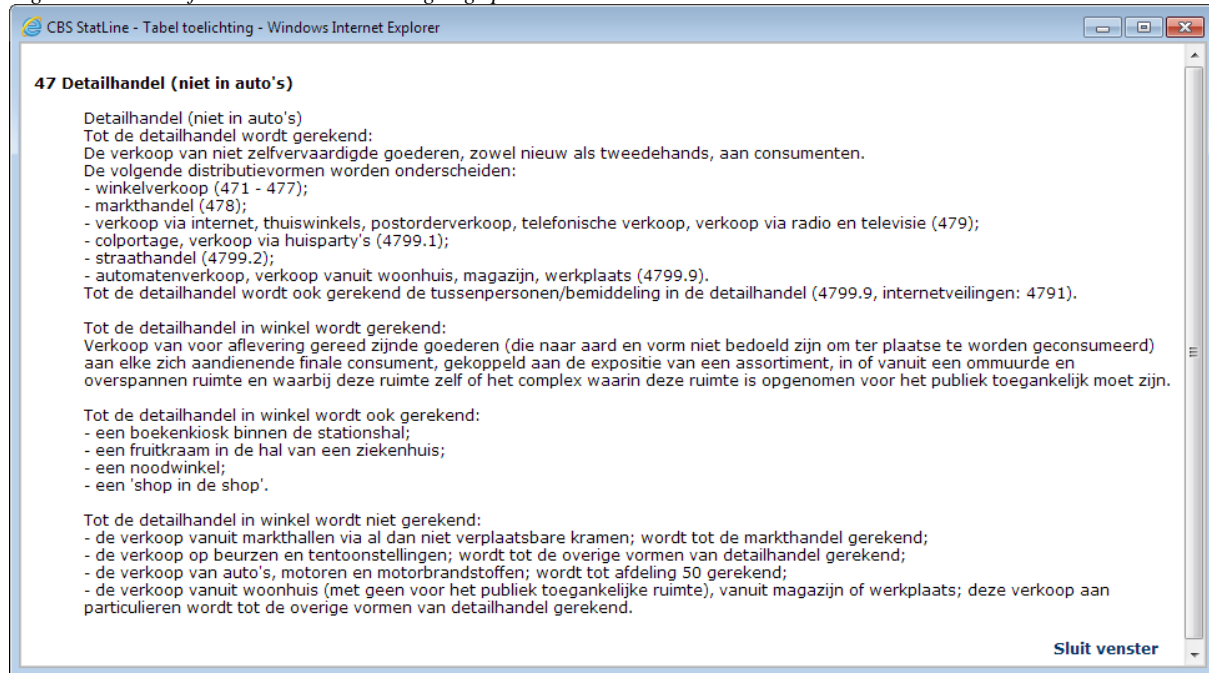 CBS StatLine - Tabel toelichting - Windows Internet Explorer
47 Detailhandel (niet in auto's)
Detailhandel (niet in auto's)
Tot de detailhandel wordt gerekend:
De verkoop van niet zelfvervaardigde goederen, zowel nieuw als tweedehands, aan consumenten.
De volgende distributievormen worden onderscheiden:
- winkelverkoop (471 - 477);
- markthandel (478);
- verkoop via internet, thuiswinkels, postorderverkoop, telefonische verkoop, verkoop via radio en televisie (479);
- colportage, verkoop via huisparty's (4799.1);
- straathandel (4799.2);
- automatenverkoop, verkoop vanuit woonhuis, magazijn, werkplaats (4799.9).
Tot de detailhandel wordt ook gerekend de tussenpersonen/bemiddeling in de detailhandel (4799.9, internetveilingen: 4791).
Tot de detailhandel in winkel wordt gerekend:
Verkoop van voor aflevering gereed zijnde goederen (die naar aard en vorm niet bedoeld zijn om ter plaatse te worden geconsumeerd)
aan elke zich aandienende finale consument, gekoppeld aan de expositie van een assortiment, in of vanuit een ommuurde en
overspannen ruimte en waarbij deze ruimte zelf of het complex waarin deze ruimte is opgenomen voor het publiek toegankelijk moet zijn.
Tot de detailhandel in winkel wordt ook gerekend:
- een boekenkiosk binnen de stationshal;
- een fruitkraam in de hal van een ziekenhuis;
- een noodwinkel;
- een 'shop in de shop'.
Tot de detailhandel in winkel wordt niet gerekend:
- de verkoop vanuit markthallen via al dan niet verplaatsbare kramen; wordt tot de markthandel gerekend;
- de verkoop op beurzen en tentoonstellingen; wordt tot de overige vormen van detailhandel gerekend;
- de verkoop van auto's, motoren en motorbrandstoffen; wordt tot afdeling 50 gerekend;
- de verkoop vanuit woonhuis (met geen voor het publiek toegankelijke ruimte), vanuit magazijn of werkplaats; deze verkoop aan
particulieren wordt tot de overige vormen van detailhandel gerekend.
Sluit venster